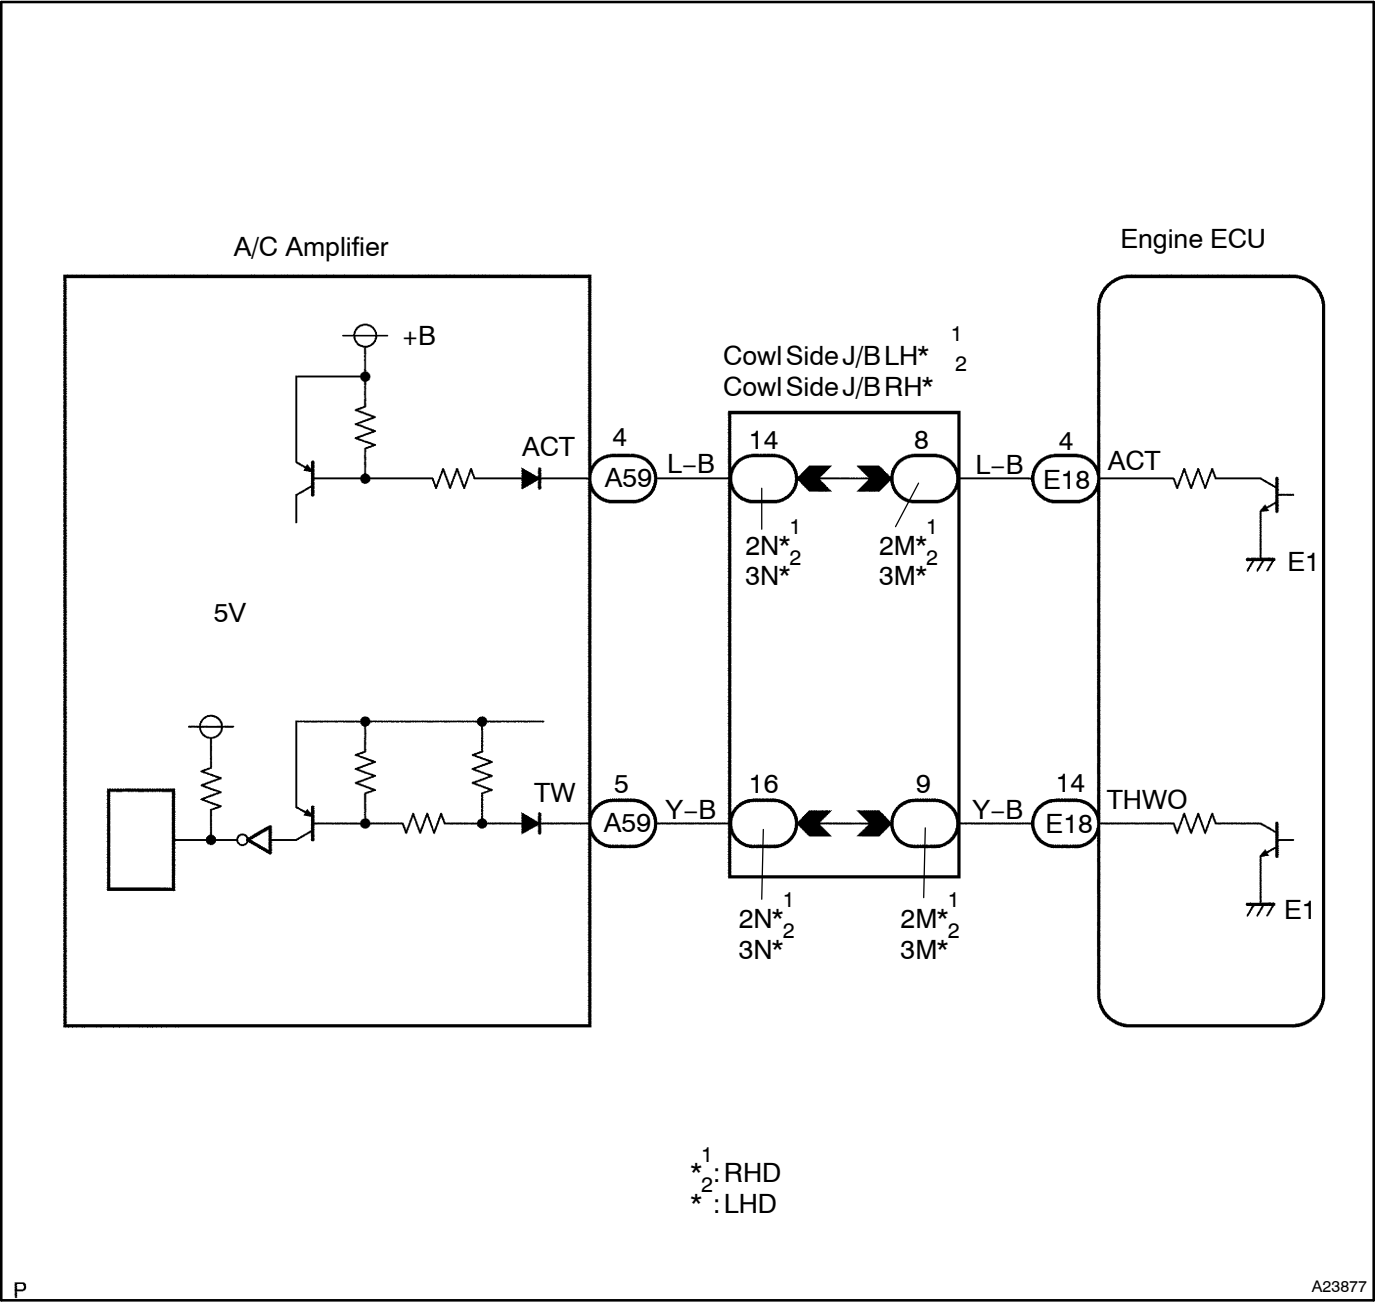 A/C Amplifier
Engine ECU
+B
Cowl Side J/B LH*1
Cowl Side J/B RH*2
ACT
4
A59
L–B
14
8
L–B
4
E18
ACT
2N*1
3N*2
2M*1
3M*2
E1
5V
TW
5
A59
Y–B
16
9
Y–B
14
E18
THWO
2N*1
3N*2
2M*1
3M*2
E1
*1: RHD
*2: LHD
P
A23877